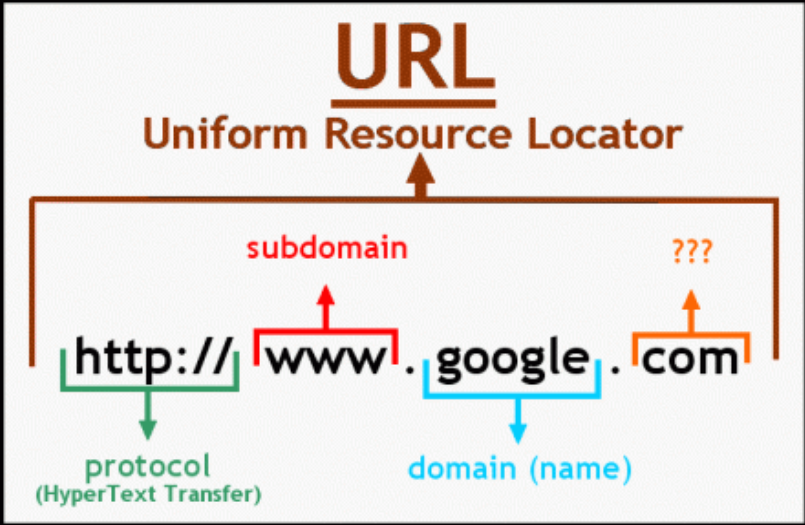 URL
Uniform Resource Locator
subdomain ???
http:// www . google . com
protocol domain (name)
(HyperText Transfer)